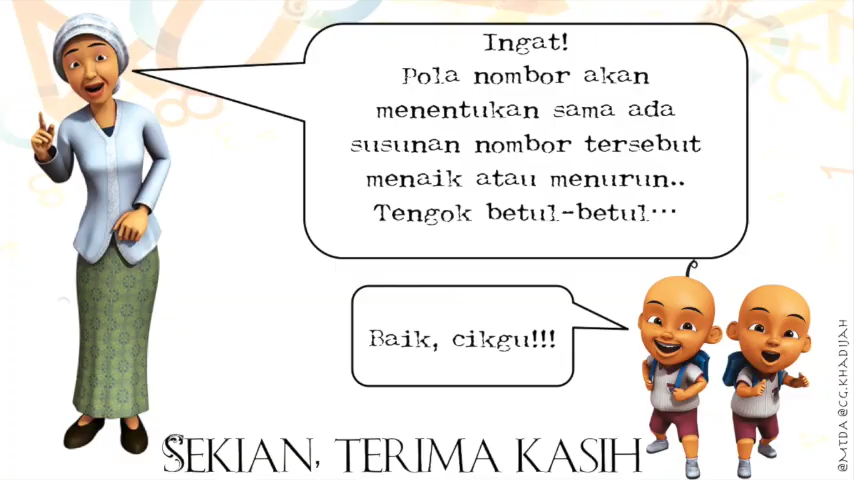 Ingat!
Pola nombor akan
menentukan sama ada
susunan nombor tersebut
menaik atau menurun..
Tengok betul-betul…
Baik, cikgu!!!
SEKIAN, TERIMA KASIH
@MTDA @CG.KHADIJAH